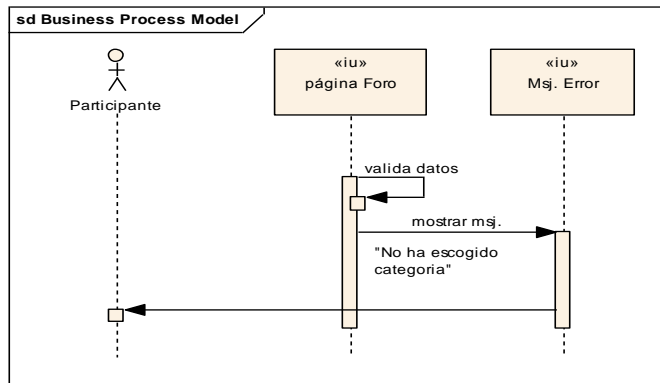 sd Business Process Model
Participante
«iu»
página Foro
«iu»
Msj. Error
valida datos
mostrar msj.
"No ha escogido
categoria"